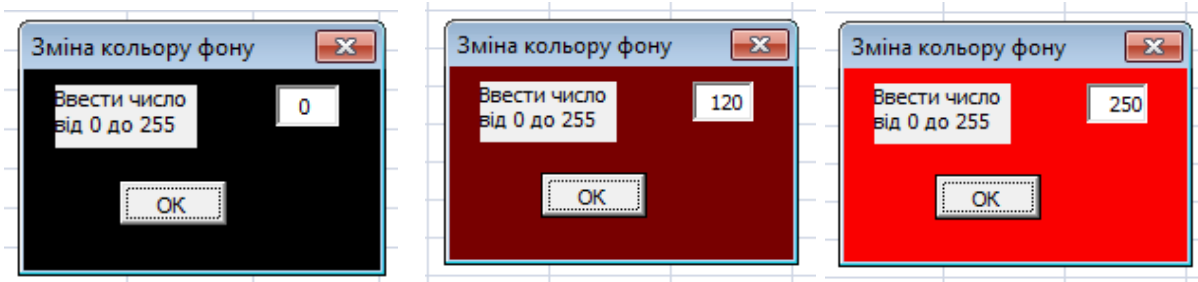 Зміна кольору фону
Ввести число
від 0 до 255
0
OK
Зміна кольору фону
Ввести число
від 0 до 255
120
OK
Зміна кольору фону
Ввести число
від 0 до 255
250
OK